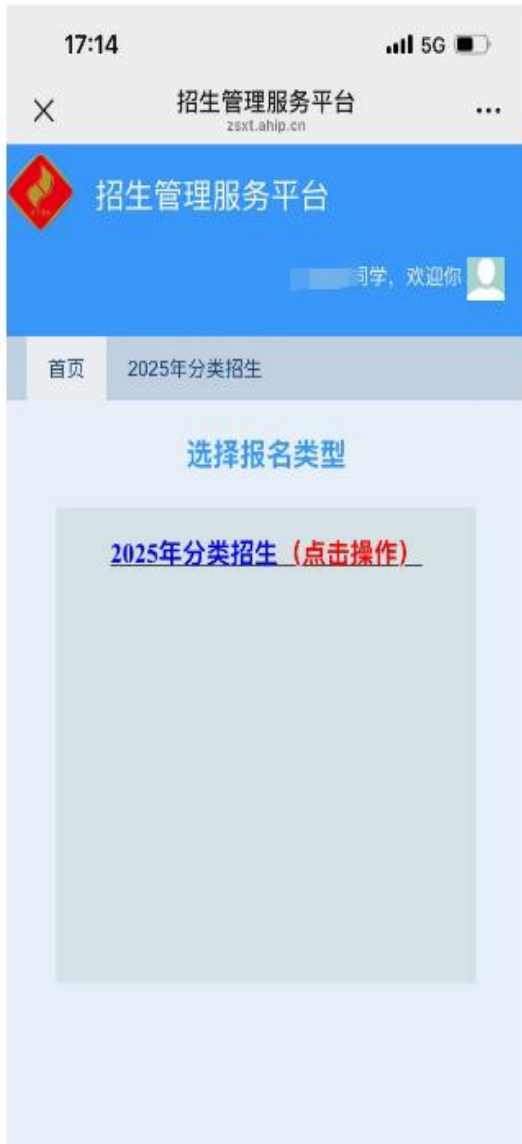 17:14
5G
招生管理服务平台
zsxt.ahip.cn
招生管理服务平台
同学，欢迎你
首页
2025年分类招生
选择报名类型
2025年分类招生（点击操作）